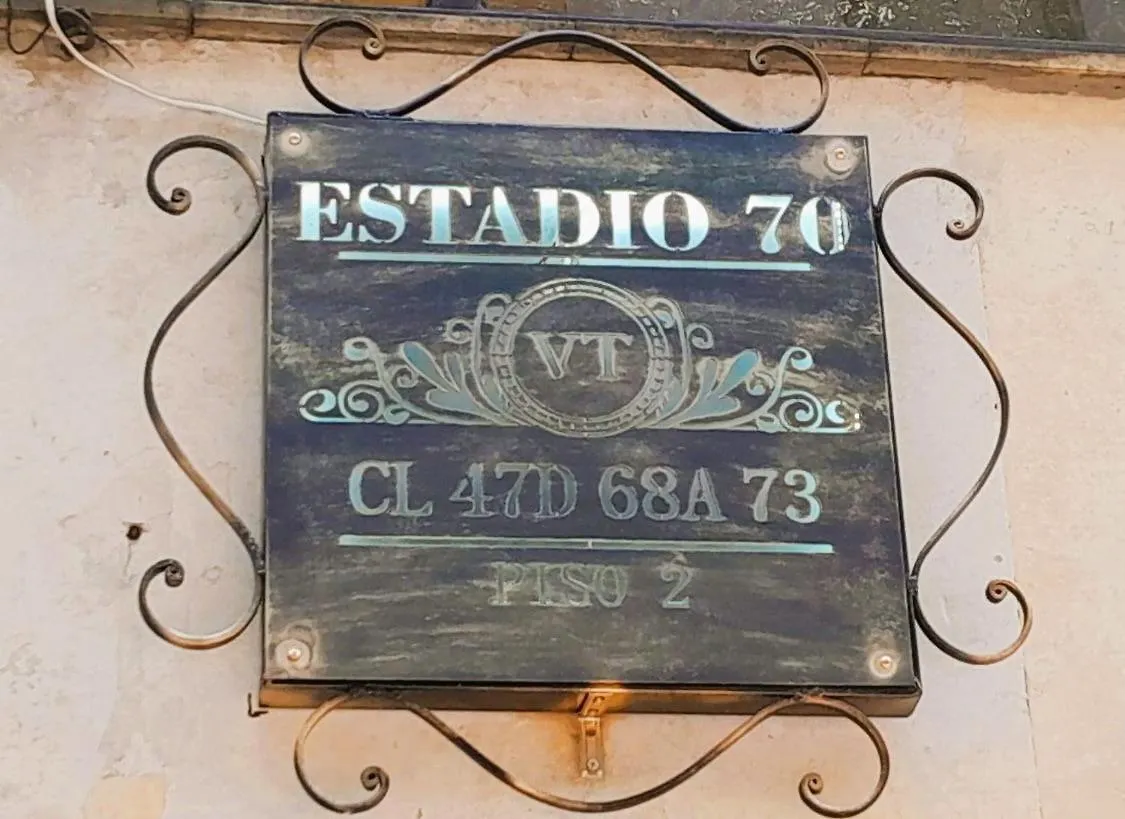 ESTADIO 70
VT
CL 47D 68A 73
PISO 2